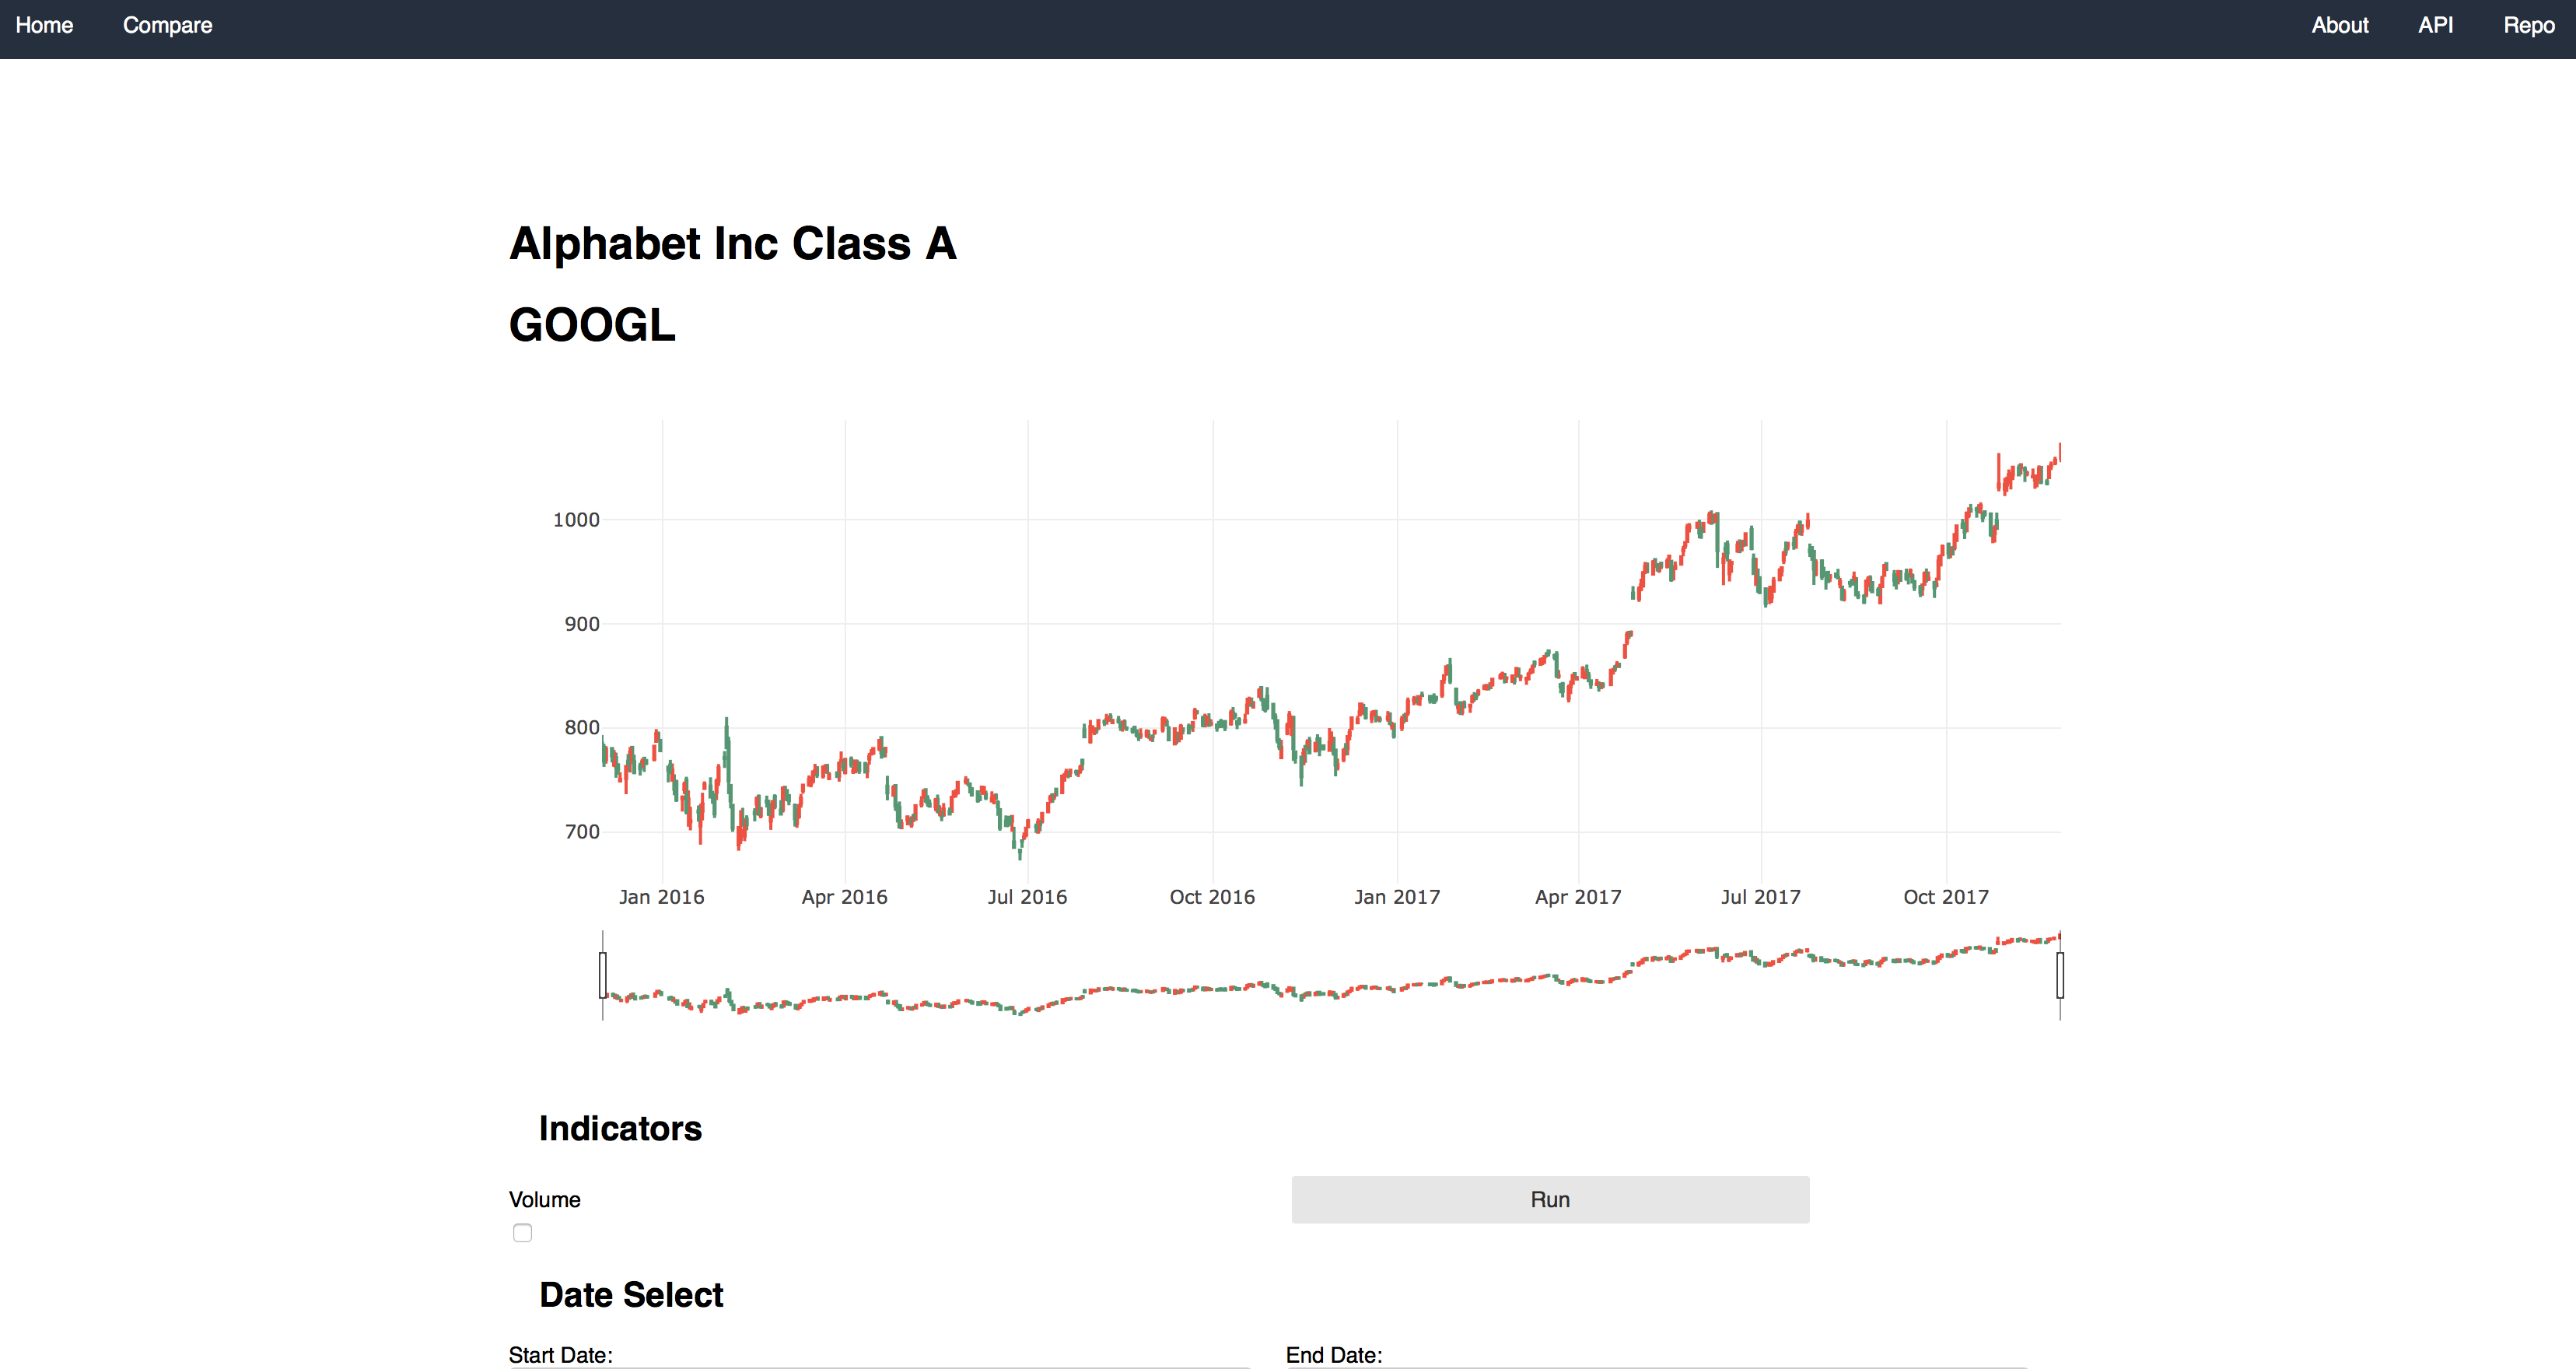 Home Compare About API Repo
Alphabet Inc Class A
GOOGL
1000
900
800
700
Jan 2016 Apr 2016 Jul 2016 Oct 2016 Jan 2017 Apr 2017 Jul 2017 Oct 2017
Indicators
Volume Run
Date Select
Start Date: End Date: